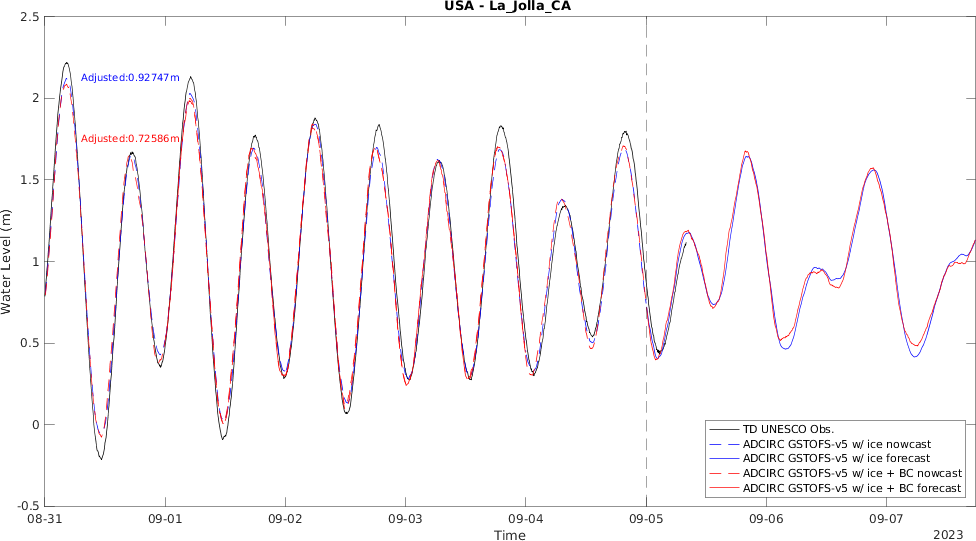 USA - La_Jolla_CA
2.5
2
1.5
1
0.5
0
-0.5
Water Level (m)
Adjusted:0.92747m
Adjusted:0.72586m
TD UNESCO Obs.
ADCIRC GSTOFS-v5 w/ ice nowcast
ADCIRC GSTOFS-v5 w/ ice forecast
ADCIRC GSTOFS-v5 w/ ice + BC nowcast
ADCIRC GSTOFS-v5 w/ ice + BC forecast
08-31 09-01 09-02 09-03 09-04 09-05 09-06 09-07
Time
2023